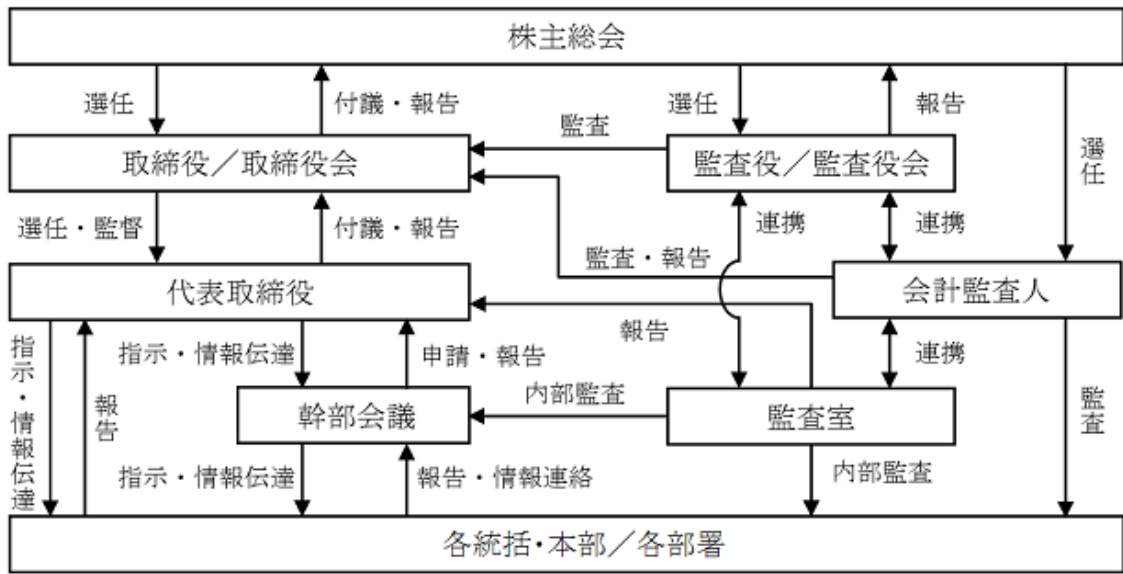 株主総会
選任
付議・報告
選任
報告
選任
監査
取締役／取締役会
監査役／監査役会
選任・監督
付議・報告
連携
連携
監査・報告
代表取締役
会計監査人
指示・情報伝達
報告
指示・情報伝達
申請・報告
報告
連携
監査
内部監査
幹部会議
監査室
指示・情報伝達
報告・情報連絡
内部監査
各統括・本部／各部署